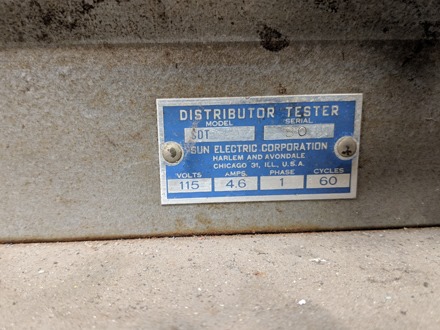 DISTRIBUTOR TESTER
MODEL SERIAL
SDT
SUN ELECTRIC CORPORATION
HARLEM AND AVONDALE
CHICAGO 31, ILL., U.S.A.
VOLTS AMPS. PHASE CYCLES
115 4.6 1 60